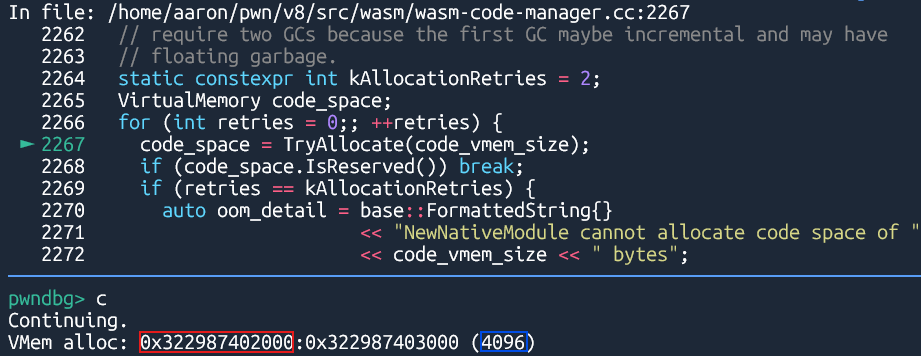 In file: /home/aaron/pwn/v8/src/wasm/wasm-code-manager.cc:2267
2262 // require two GCs because the first GC maybe incremental and may have
2263 // floating garbage.
2264 static constexpr int kAllocationRetries = 2;
2265 VirtualMemory code_space;
2266 for (int retries = 0;; ++retries) {
► 2267 code_space = TryAllocate(code_vmem_size);
2268 if (code_space.IsReserved()) break;
2269 if (retries == kAllocationRetries) {
2270 auto oom_detail = base::FormattedString{}
2271 << "NewNativeModule cannot allocate code space of "
2272 << code_vmem_size << " bytes";
pwndbg> c
Continuing.
VMem alloc: 0x322987402000:0x322987403000 (4096)